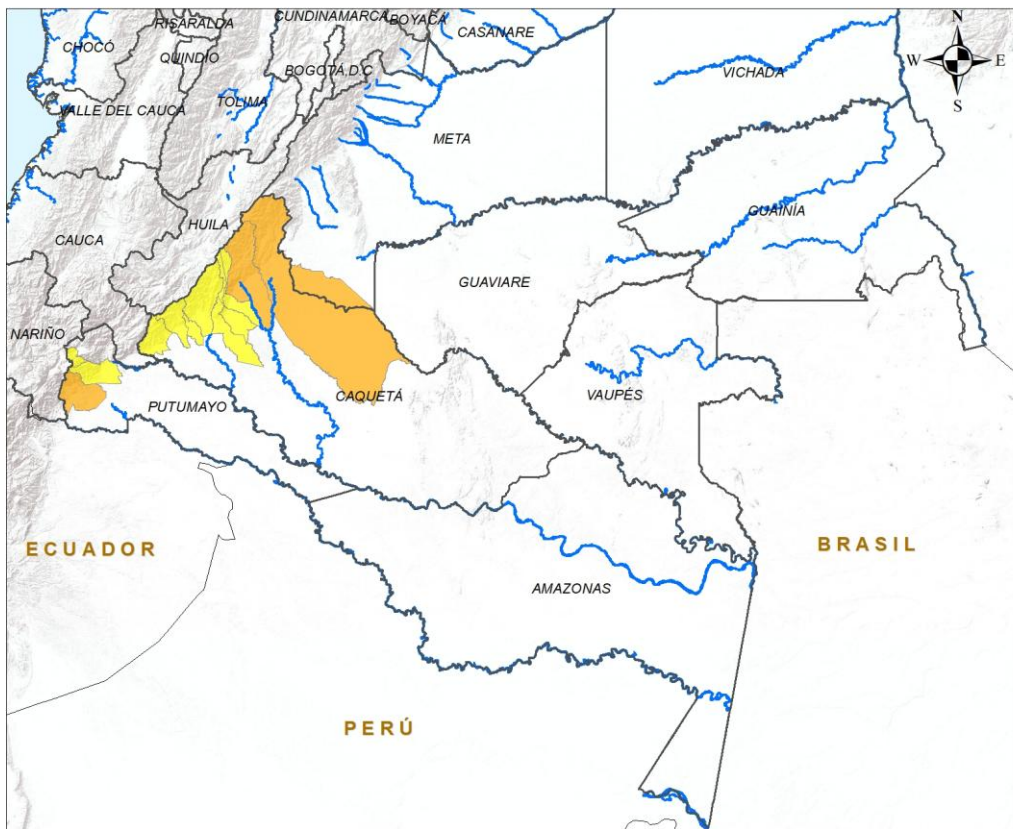 CUNDINAMARCA
BOYACÁ
RISARALDA
CASANARE
N
CHOCÓ
QUINDÍO
BOGOTÁ,D.C
VICHADA
W
E
TOLIMA
S
VALLE DEL CAUCA
META
GUAINÍA
HUILA
CAUCA
GUAVIARE
NARIÑO
CAQUETÁ
VAUPÉS
PUTUMAYO
ECUADOR
BRASIL
AMAZONAS
PERÚ